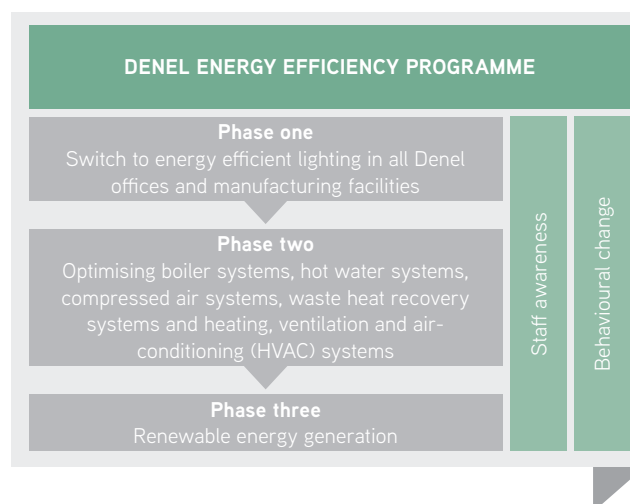 DENEL ENERGY EFFICIENCY PROGRAMME
Phase one
Switch to energy efficient lighting in all Denel
offices and manufacturing facilities
Phase two
Optimising boiler systems, hot water systems,
compressed air systems, waste heat recovery
systems and heating, ventilation and air-
conditioning (HVAC) systems
Phase three
Renewable energy generation
Staff awareness
Behavioural change